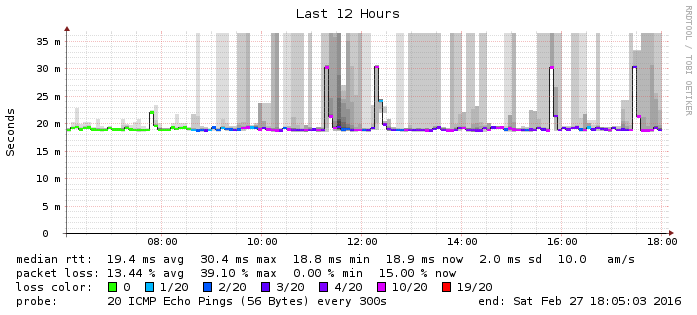 Last 12 Hours
RRDTOOL / TOBI OETIKER
Seconds
35 m
30 m
25 m
20 m
15 m
10 m
5 m
0
08:00 10:00 12:00 14:00 16:00 18:00
median rtt: 19.4 ms avg 30.4 ms max 18.8 ms min 18.9 ms now 2.0 ms sd 10.0 am/s
packet loss: 13.44 % avg 39.10 % max 0.00 % min 15.00 % now
loss color: 0 1/20 2/20 3/20 4/20 10/20 19/20
probe: 20 ICMP Echo Pings (56 Bytes) every 300s end: Sat Feb 27 18:05:03 2016